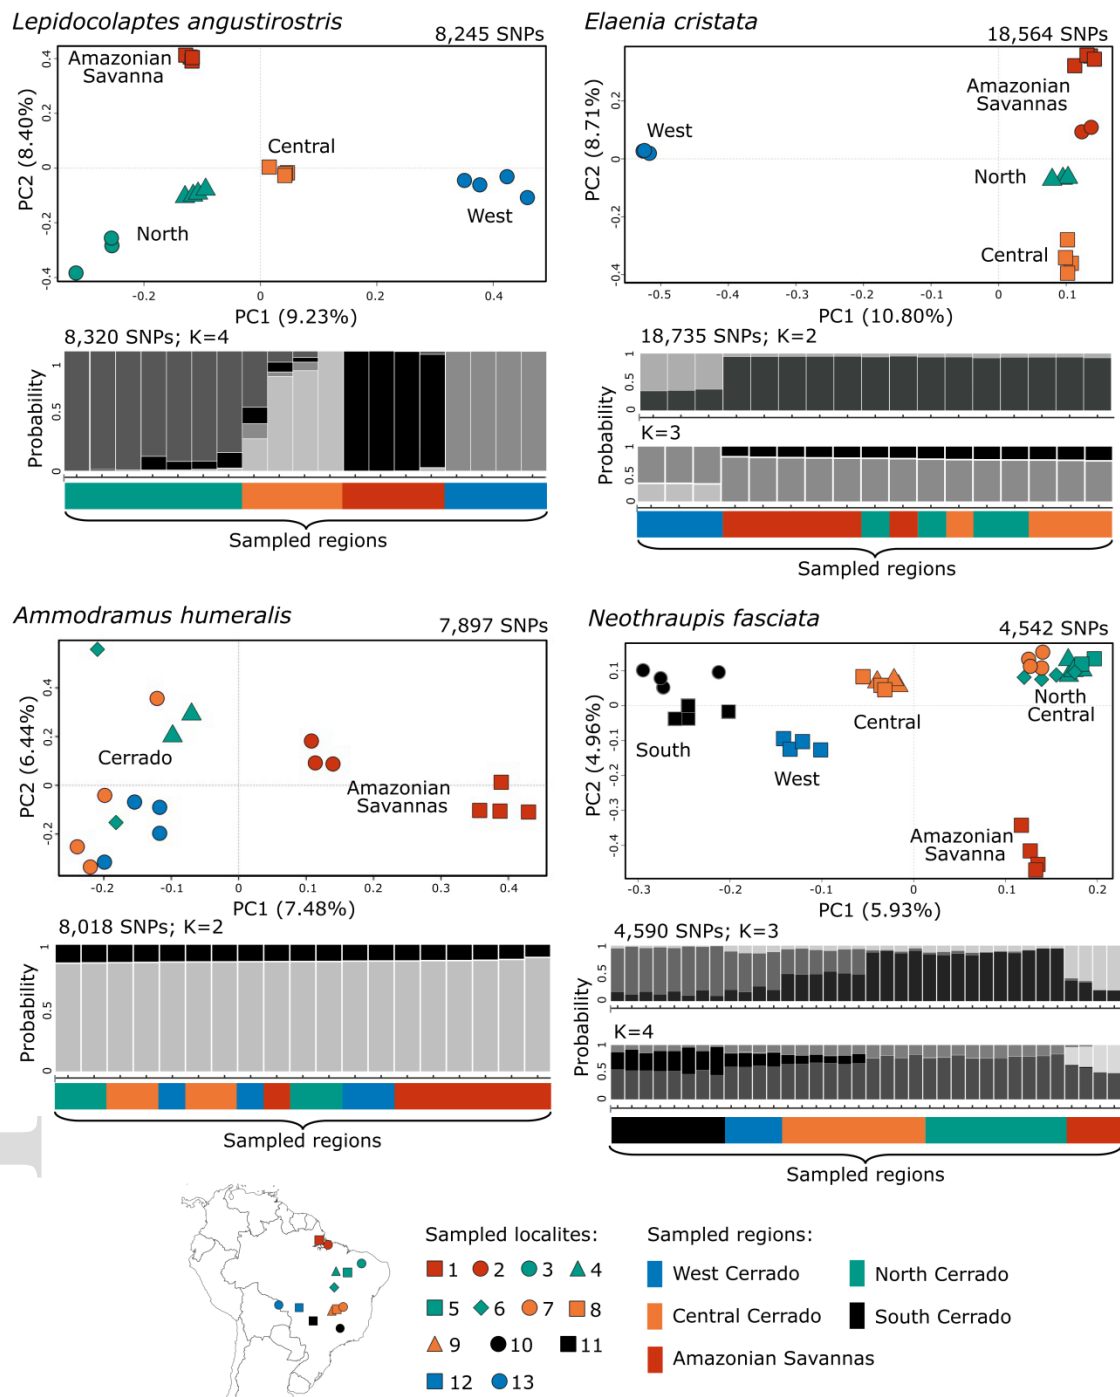 Lepidocolaptes angustirostris
8,245 SNPs
Amazonian
Savanna
Central
North
West
PC2 (8.40%)
0.4
0.2
0
-0.2
-0.4
-0.2
0
0.2
0.4
PC1 (9.23%)
8,320 SNPs; K=4
Probability
1
0.5
0
Sampled regions
Elaenia cristata
18,564 SNPs
Amazonian
Savannas
West
North
Central
PC2 (8.71%)
0.2
0
-0.2
-0.4
-0.5
-0.4
-0.3
-0.2
-0.1
0
0.1
PC1 (10.80%)
18,735 SNPs; K=2
Probability
1
0.5
0
K=3
1
0.5
0
Sampled regions
Ammodramus humeralis
7,897 SNPs
Cerrado
Amazonian
Savannas
PC2 (6.44%)
0.4
0.2
0
-0.2
-0.2
-0.1
0
0.1
0.2
0.3
0.4
PC1 (7.48%)
8,018 SNPs; K=2
Probability
1
0.5
0
Sampled regions
Neothraupis fasciata
4,542 SNPs
North
Central
Central
South
West
Amazonian
Savanna
PC2 (4.96%)
0.1
0
-0.1
-0.2
-0.3
-0.4
-0.3
-0.2
-0.1
0
0.1
0.2
PC1 (5.93%)
4,590 SNPs; K=3
Probability
1
0.5
0
K=4
1
0.5
0
Sampled regions
Sampled localites:
1 2 3 4
5 6 7 8
9 10 11
12 13
Sampled regions:
West Cerrado
North Cerrado
Central Cerrado
South Cerrado
Amazonian Savannas